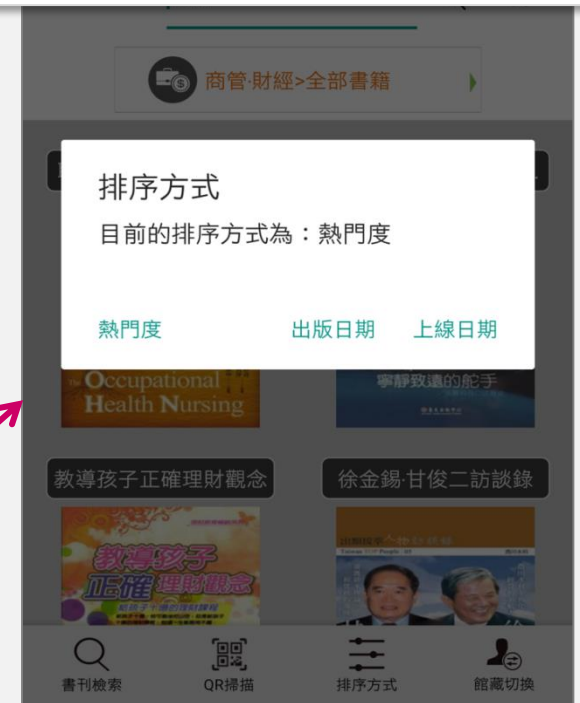 商管·財經>全部書籍
排序方式
目前的排序方式為：熱門度
熱門度 出版日期 上線日期
The Occupational
Health Nursing
寧靜致遠的舵手
教導孩子正確理財觀念
徐金錫·甘俊二訪談錄
教導孩子
正確理財觀念
書刊檢索 QR掃描 排序方式 館藏切換